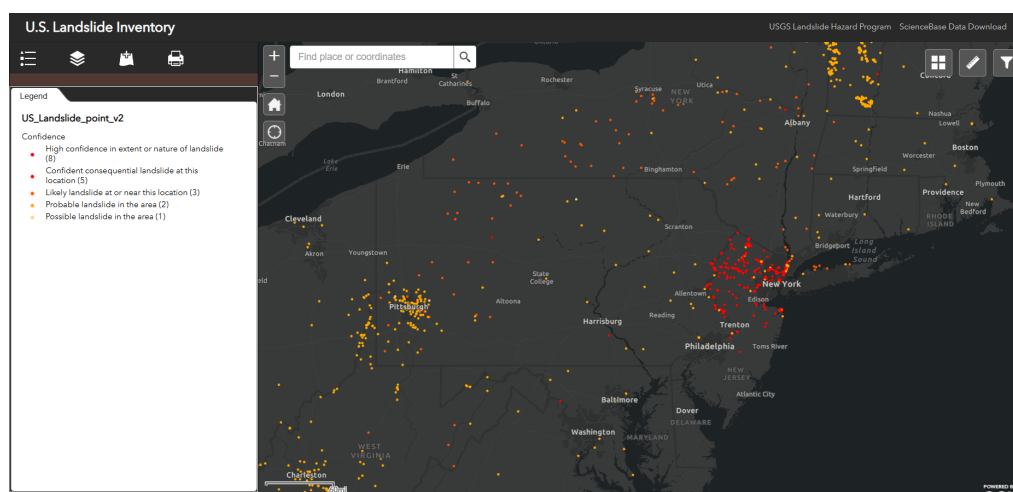 U.S. Landslide Inventory
USGS Landslide Hazard Program ScienceBase Data Download
Find place or coordinates
Legend
US_Landslide_point_v2
Confidence
High confidence in extent or nature of landslide
(8)
Confident consequential landslide at this
location (5)
Likely landslide at or near this location (3)
Probable landslide in the area (2)
Possible landslide in the area (1)
Hamilton
Brantford
St
Catharines
London
Rochester
Syracuse
NEW
YORK
Utica
Concord
Buffalo
Nashua
Lowell
Albany
Chatham
Boston
Worcester
Lake
Erie
Erie
Binghamton
Springfield
Hartford
Providence
Plymouth
New
Bedford
RHODE
ISLAND
Waterbury
Cleveland
Scranton
Bridgeport
Long
Island
Sound
Akron
Youngstown
State
College
New York
Allentown
Edison
Altoona
Pittsburgh
Reading
Harrisburg
Trenton
Philadelphia
Toms River
NEW
JERSEY
Atlantic City
Baltimore
Dover
DELAWARE
Washington
MARYLAND
WEST
VIRGINIA
Charleston
POWERED B